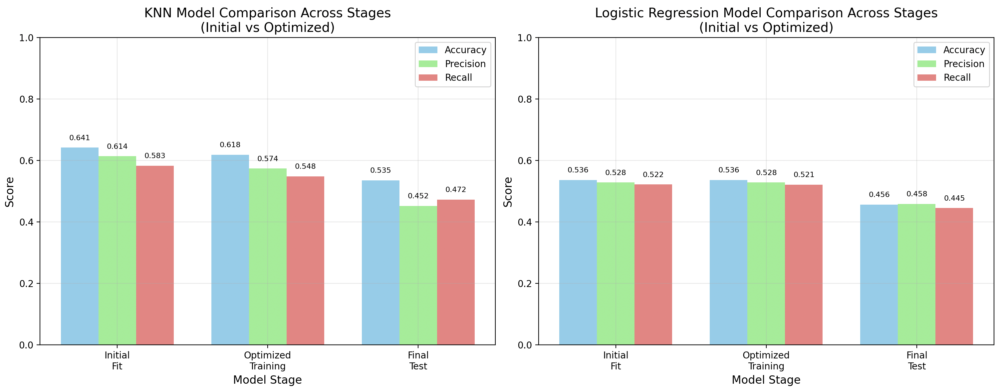 KNN Model Comparison Across Stages
(Initial vs Optimized)
1.0
0.8
0.6
0.4
0.2
0.0
Score
Accuracy
Precision
Recall
0.641
0.614
0.583
0.618
0.574
0.548
0.535
0.452
0.472
Initial
Fit
Optimized
Training
Final
Test
Model Stage
Logistic Regression Model Comparison Across Stages
(Initial vs Optimized)
1.0
0.8
0.6
0.4
0.2
0.0
Score
Accuracy
Precision
Recall
0.536
0.528
0.522
0.536
0.528
0.521
0.456
0.458
0.445
Initial
Fit
Optimized
Training
Final
Test
Model Stage